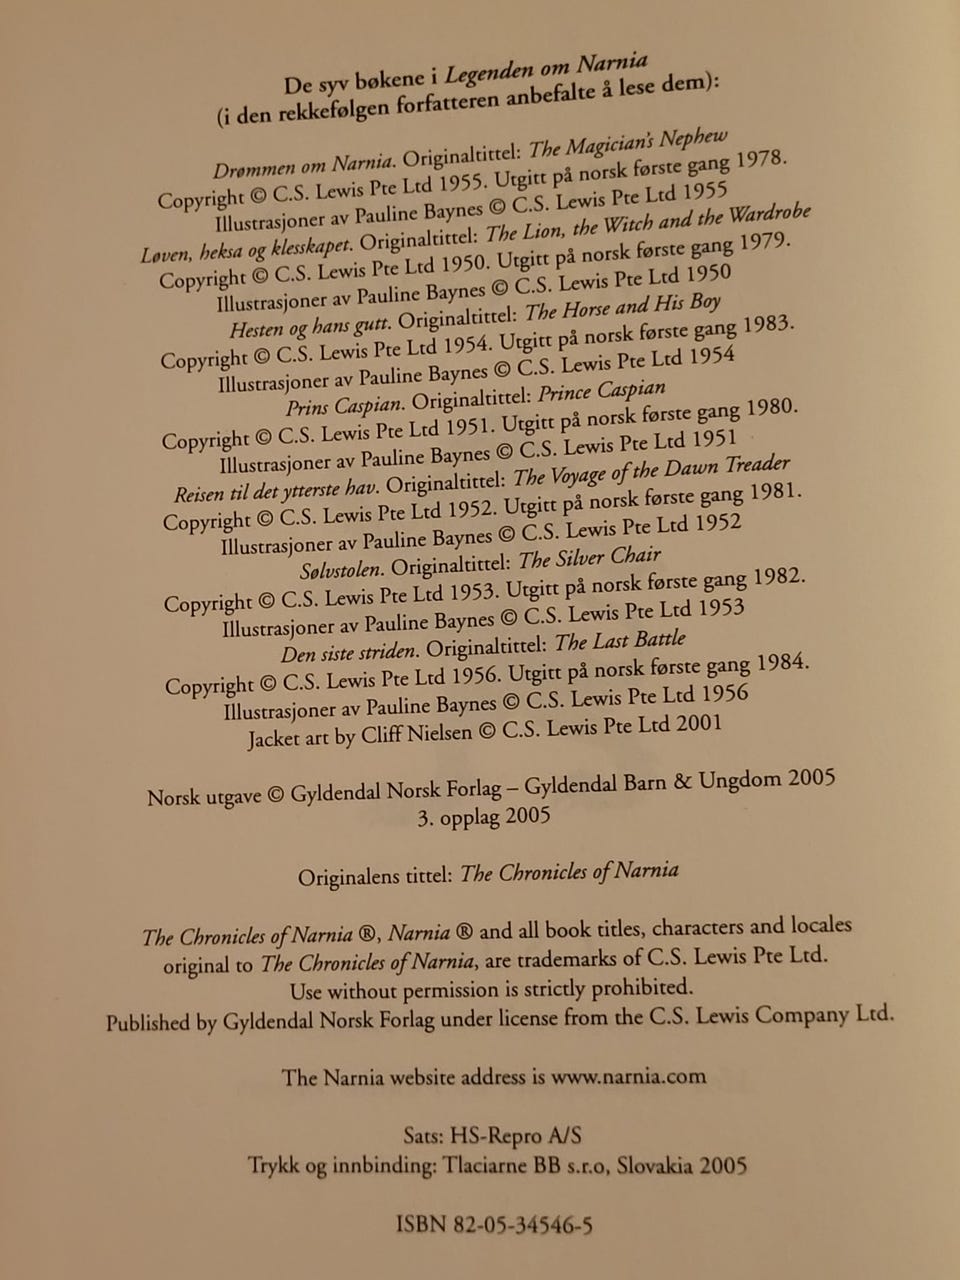 De syv bøkene i Legenden om Narnia
(i den rekkefølgen forfatteren anbefalte å lese dem):
Drømmen om Narnia. Originaltittel: The Magician's Nephew
Copyright © C.S. Lewis Pte Ltd 1955. Utgitt på norsk første gang 1978.
Illustrasjoner av Pauline Baynes © C.S. Lewis Pte Ltd 1955
Løven, heksa og klesskapet. Originaltittel: The Lion, the Witch and the Wardrobe
Copyright © C.S. Lewis Pte Ltd 1950. Utgitt på norsk første gang 1979.
Illustrasjoner av Pauline Baynes © C.S. Lewis Pte Ltd 1950
Hesten og hans gutt. Originaltittel: The Horse and His Boy
Copyright © C.S. Lewis Pte Ltd 1954. Utgitt på norsk første gang 1983.
Illustrasjoner av Pauline Baynes © C.S. Lewis Pte Ltd 1954
Prins Caspian. Originaltittel: Prince Caspian
Copyright © C.S. Lewis Pte Ltd 1951. Utgitt på norsk første gang 1980.
Illustrasjoner av Pauline Baynes © C.S. Lewis Pte Ltd 1951
Reisen til det ytterste hav. Originaltittel: The Voyage of the Dawn Treader
Copyright © C.S. Lewis Pte Ltd 1952. Utgitt på norsk første gang 1981.
Illustrasjoner av Pauline Baynes © C.S. Lewis Pte Ltd 1952
Sølvstolen. Originaltittel: The Silver Chair
Copyright © C.S. Lewis Pte Ltd 1953. Utgitt på norsk første gang 1982.
Illustrasjoner av Pauline Baynes © C.S. Lewis Pte Ltd 1953
Den siste striden. Originaltittel: The Last Battle
Copyright © C.S. Lewis Pte Ltd 1956. Utgitt på norsk første gang 1984.
Illustrasjoner av Pauline Baynes © C.S. Lewis Pte Ltd 1956
Jacket art by Cliff Nielsen © C.S. Lewis Pte Ltd 2001
Norsk utgave © Gyldendal Norsk Forlag – Gyldendal Barn & Ungdom 2005
3. opplag 2005
Originalens tittel: The Chronicles of Narnia
The Chronicles of Narnia ®, Narnia ® and all book titles, characters and locales
original to The Chronicles of Narnia, are trademarks of C.S. Lewis Pte Ltd.
Use without permission is strictly prohibited.
Published by Gyldendal Norsk Forlag under license from the C.S. Lewis Company Ltd.
The Narnia website address is www.narnia.com
Sats: HS-Repro A/S
Trykk og innbinding: Tlaciarne BB s.r.o, Slovakia 2005
ISBN 82-05-34546-5